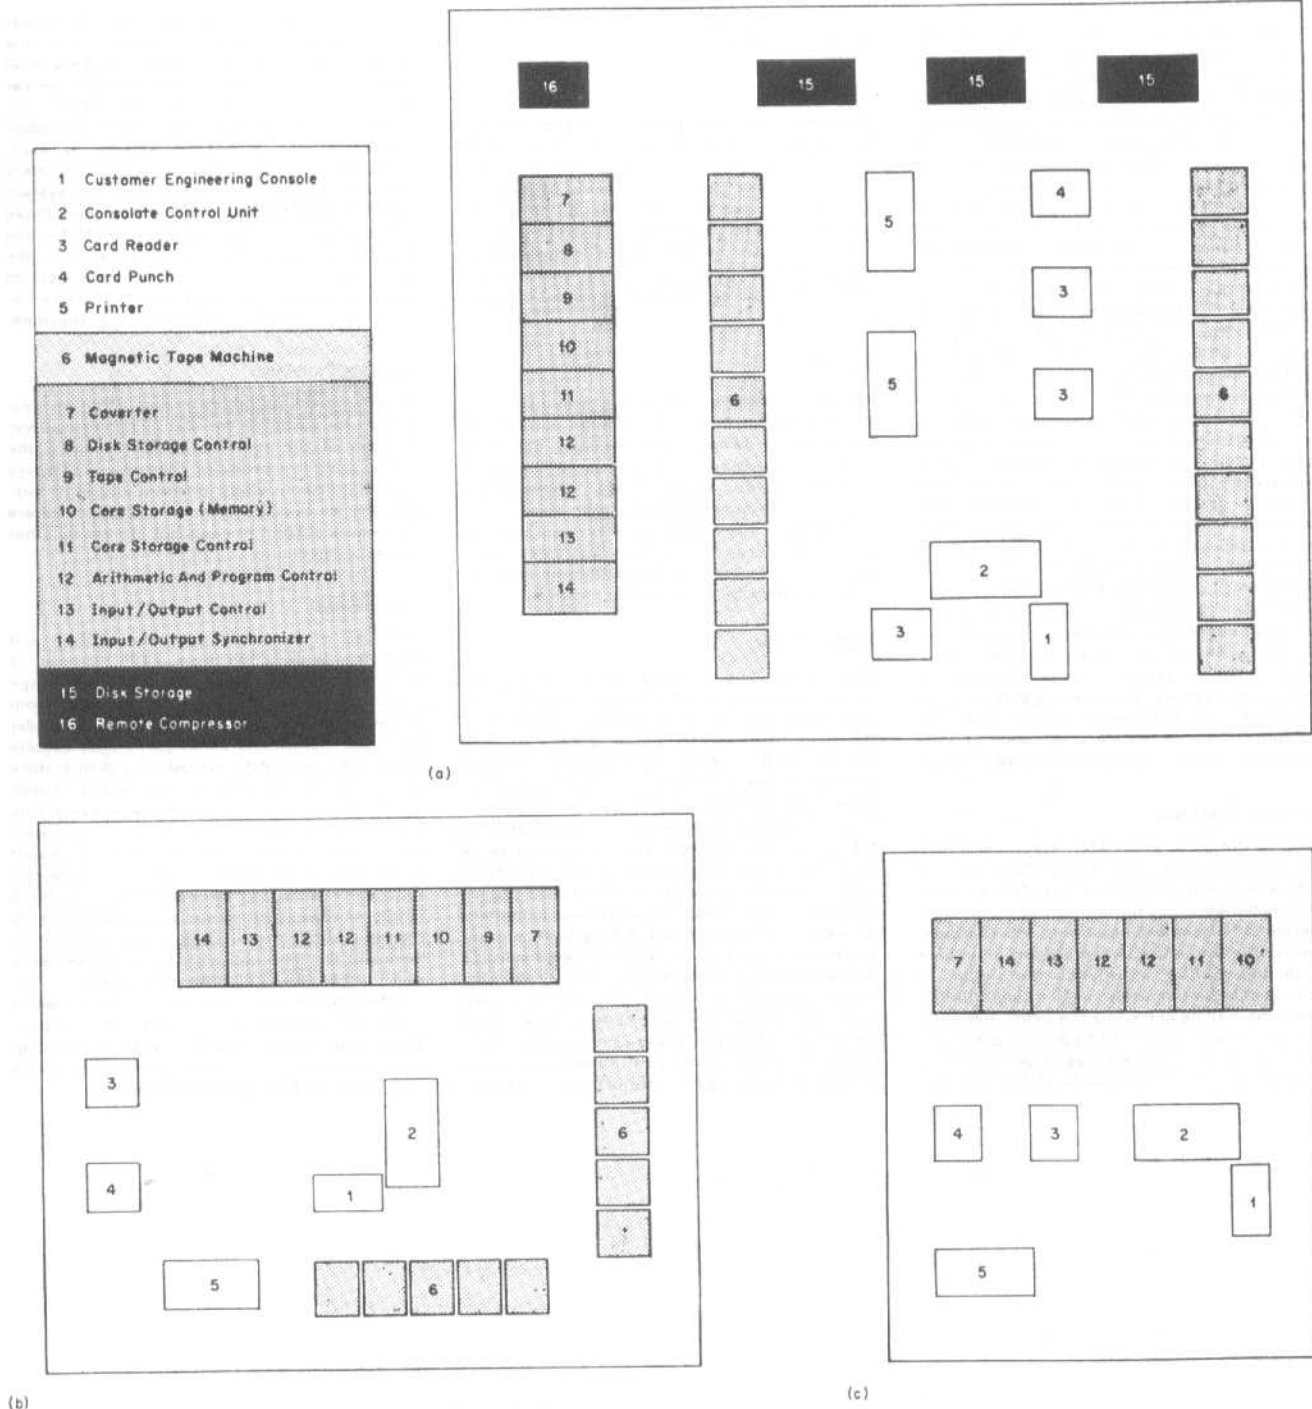 1 Customer Engineering Console
2 Consolate Control Unit
3 Card Reader
4 Card Punch
5 Printer
6 Magnetic Tape Machine
7 Coverter
8 Disk Storage Control
9 Tape Control
10 Core Storage (Memory)
11 Core Storage Control
12 Arithmetic And Program Control
13 Input/Output Control
14 Input/Output Synchronizer
15 Disk Storage
16 Remote Compressor
16 15 15 15
7
8
9
10
11
12
12
13
14
6
5
5
4
3
3
2
3
1
6
(a)
14 13 12 12 11 10 9 7
3
4
2
1
5
6
6
(b)
7 14 13 12 12 11 10
4 3 2
1
5
(c)